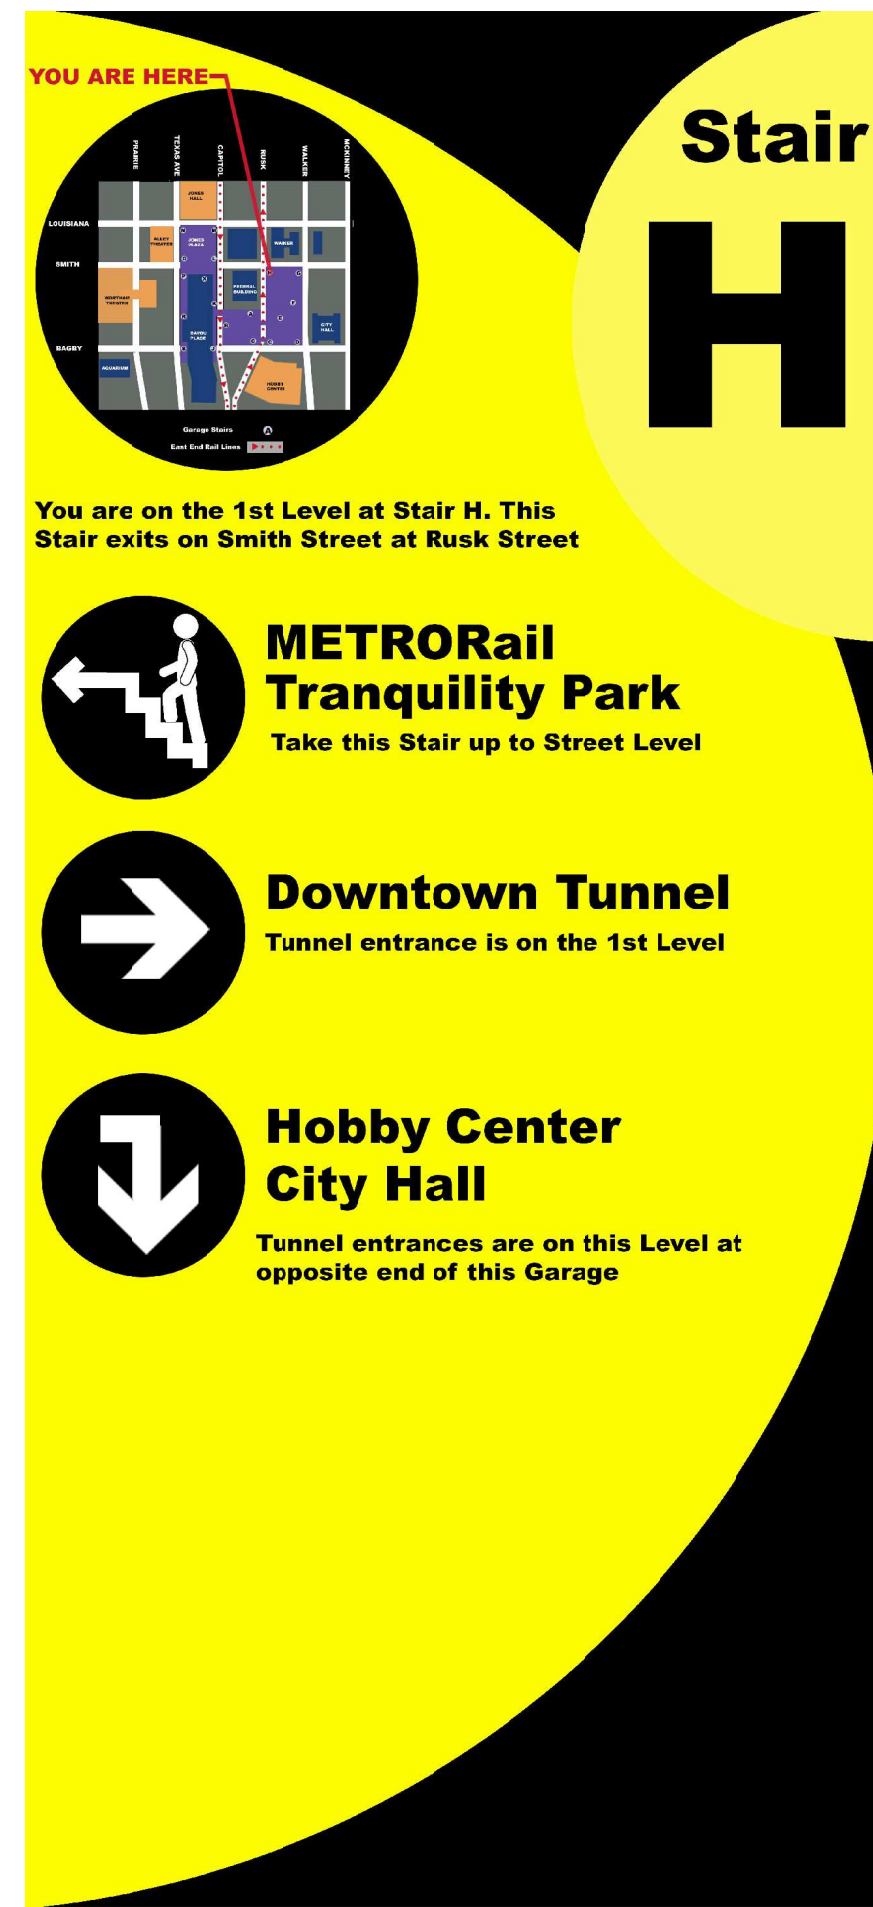 YOU ARE HERE
Stair
H
PRAIRIE
TEXAS AVE
CAPITOL
RUSK
WALKER
MCKINNEY
LOUISIANA
SMITH
BAGBY
JONES
HALL
ALLEY
THEATER
JONES
PLAZA
WORTHAM
THEATER
FEDERAL
BUILDING
CITY
HALL
BAYOU
PLACE
AQUARIUM
HOBBY
CENTER
Garage Stairs
A
East End Rail Lines
You are on the 1st Level at Stair H. This
Stair exits on Smith Street at Rusk Street
METRORail
Tranquility Park
Take this Stair up to Street Level
Downtown Tunnel
Tunnel entrance is on the 1st Level
Hobby Center
City Hall
Tunnel entrances are on this Level at
opposite end of this Garage